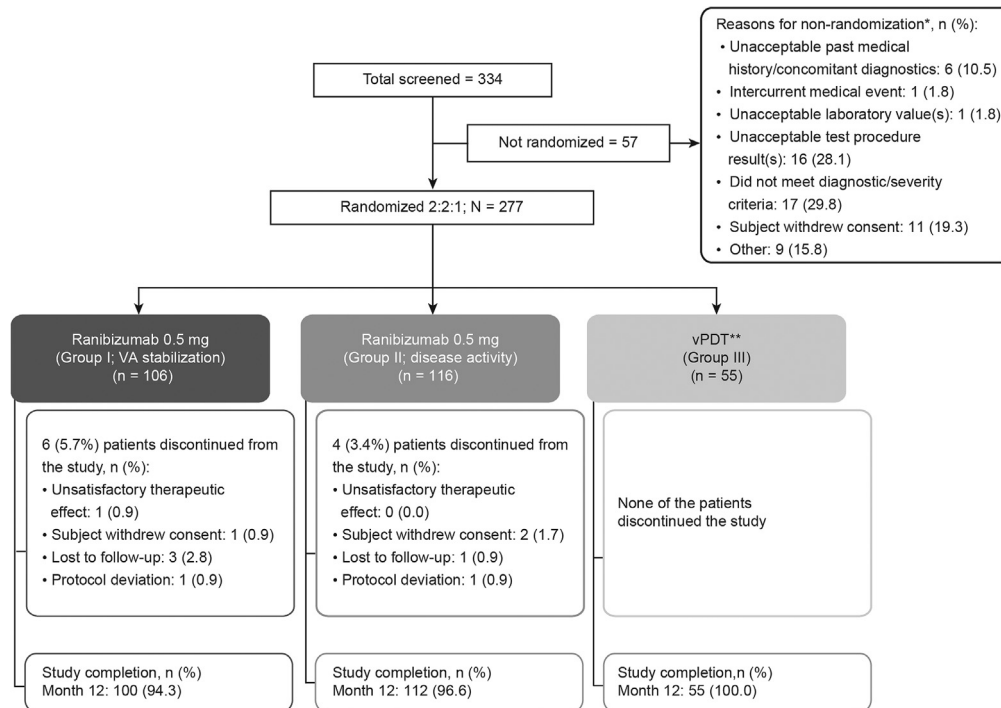 Total screened = 334
Not randomized = 57
Reasons for non-randomization*, n (%):
• Unacceptable past medical
history/concomitant diagnostics: 6 (10.5)
• Intercurrent medical event: 1 (1.8)
• Unacceptable laboratory value(s): 1 (1.8)
• Unacceptable test procedure
result(s): 16 (28.1)
• Did not meet diagnostic/severity
criteria: 17 (29.8)
• Subject withdrew consent: 11 (19.3)
• Other: 9 (15.8)
Randomized 2:2:1; N = 277
Ranibizumab 0.5 mg
(Group I; VA stabilization)
(n = 106)
Ranibizumab 0.5 mg
(Group II; disease activity)
(n = 116)
vPDT**
(Group III)
(n = 55)
6 (5.7%) patients discontinued from
the study, n (%):
• Unsatisfactory therapeutic
effect: 1 (0.9)
• Subject withdrew consent: 1 (0.9)
• Lost to follow-up: 3 (2.8)
• Protocol deviation: 1 (0.9)
4 (3.4%) patients discontinued from
the study, n (%):
• Unsatisfactory therapeutic
effect: 0 (0.0)
• Subject withdrew consent: 2 (1.7)
• Lost to follow-up: 1 (0.9)
• Protocol deviation: 1 (0.9)
None of the patients
discontinued the study
Study completion, n (%)
Month 12: 100 (94.3)
Study completion, n (%)
Month 12: 112 (96.6)
Study completion,n (%)
Month 12: 55 (100.0)